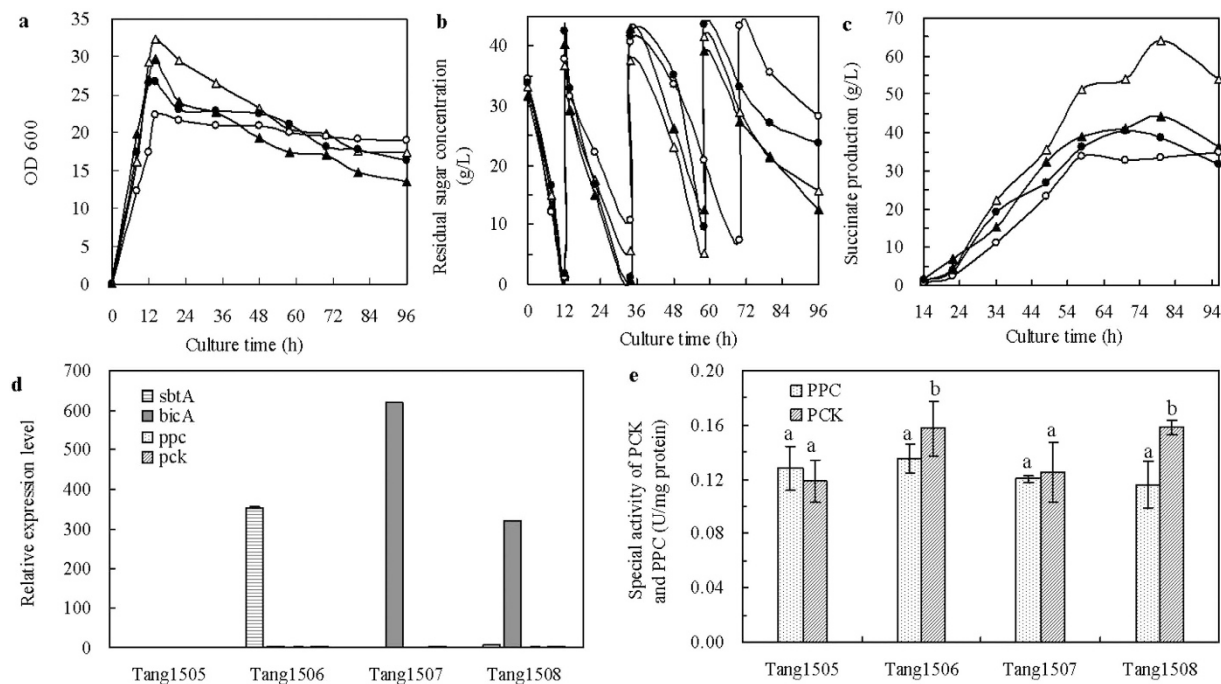 a
OD 600
35
30
25
20
15
10
5
0
0 12 24 36 48 60 72 84 96
Culture time (h)
b
Residual sugar concentration
(g/L)
40
30
20
10
0
0 12 24 36 48 60 72 84 96
Culture time (h)
c
Succinate production (g/L)
70
60
50
40
30
20
10
0
14 24 34 44 54 64 74 84 94
Culture time (h)
d
Relative expression level
700
600
500
400
300
200
100
0
sbtA
bicA
ppc
pck
Tang1505 Tang1506 Tang1507 Tang1508
e
Special activity of PCK
and PPC (U/mg protein)
0.20
0.16
0.12
0.08
0.04
0.00
PPC
PCK
a a a b a a a b
Tang1505 Tang1506 Tang1507 Tang1508